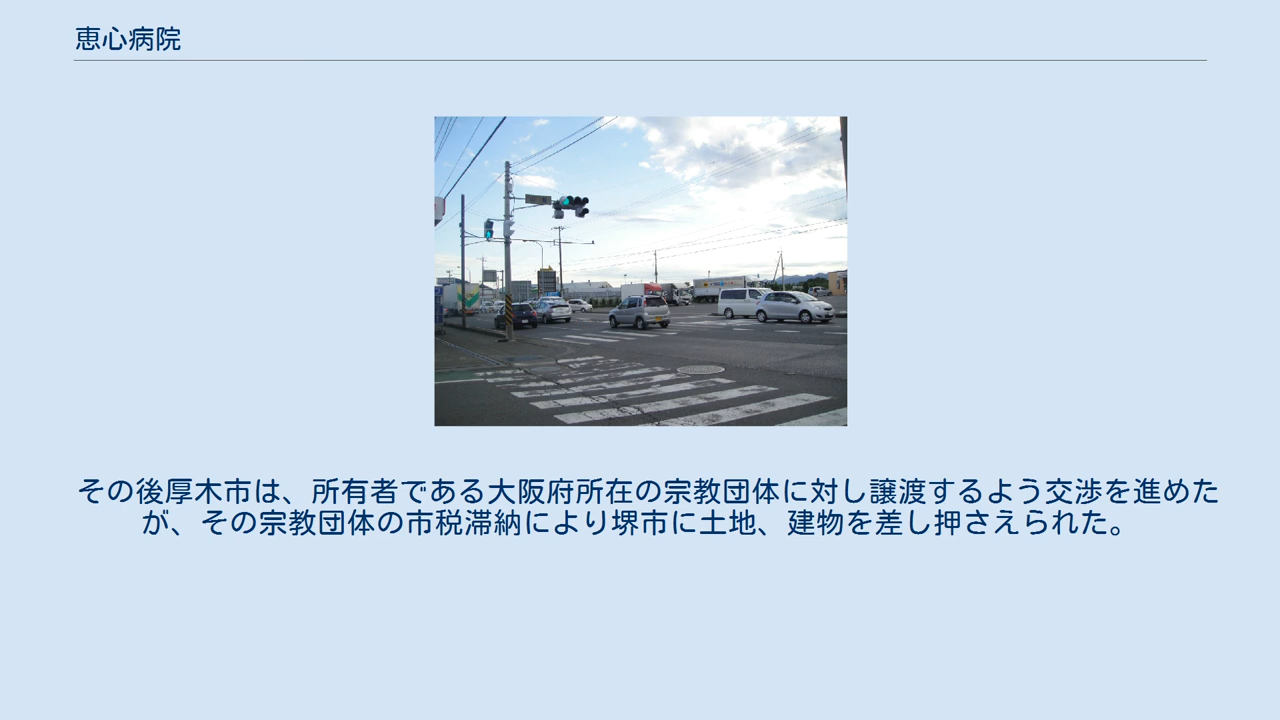 恵心病院
その後厚木市は、所有者である大阪府所在の宗教団体に対し譲渡するよう交渉を進めた
が、その宗教団体の市税滞納により堺市に土地、建物を差し押さえられた。